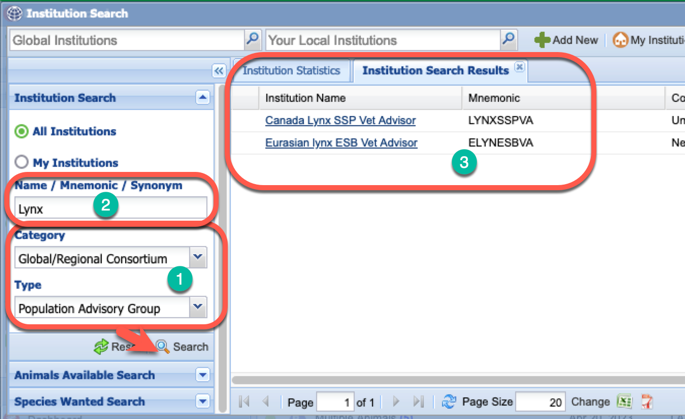 Institution Search
Global Institutions
Your Local Institutions
Add New
My Instituti
Institution Search
All Institutions
My Institutions
Name / Mnemonic / Synonym
Lynx
2
Category
Global/Regional Consortium
1
Type
Population Advisory Group
Res
Search
Animals Available Search
Species Wanted Search
Institution Statistics
Institution Search Results
Institution Name Mnemonic Co
Canada Lynx SSP Vet Advisor LYNXSSPVA Un
Eurasian lynx ESB Vet Advisor ELYNESBVA Ne
3
Page 1 of 1 Page Size 20 Change